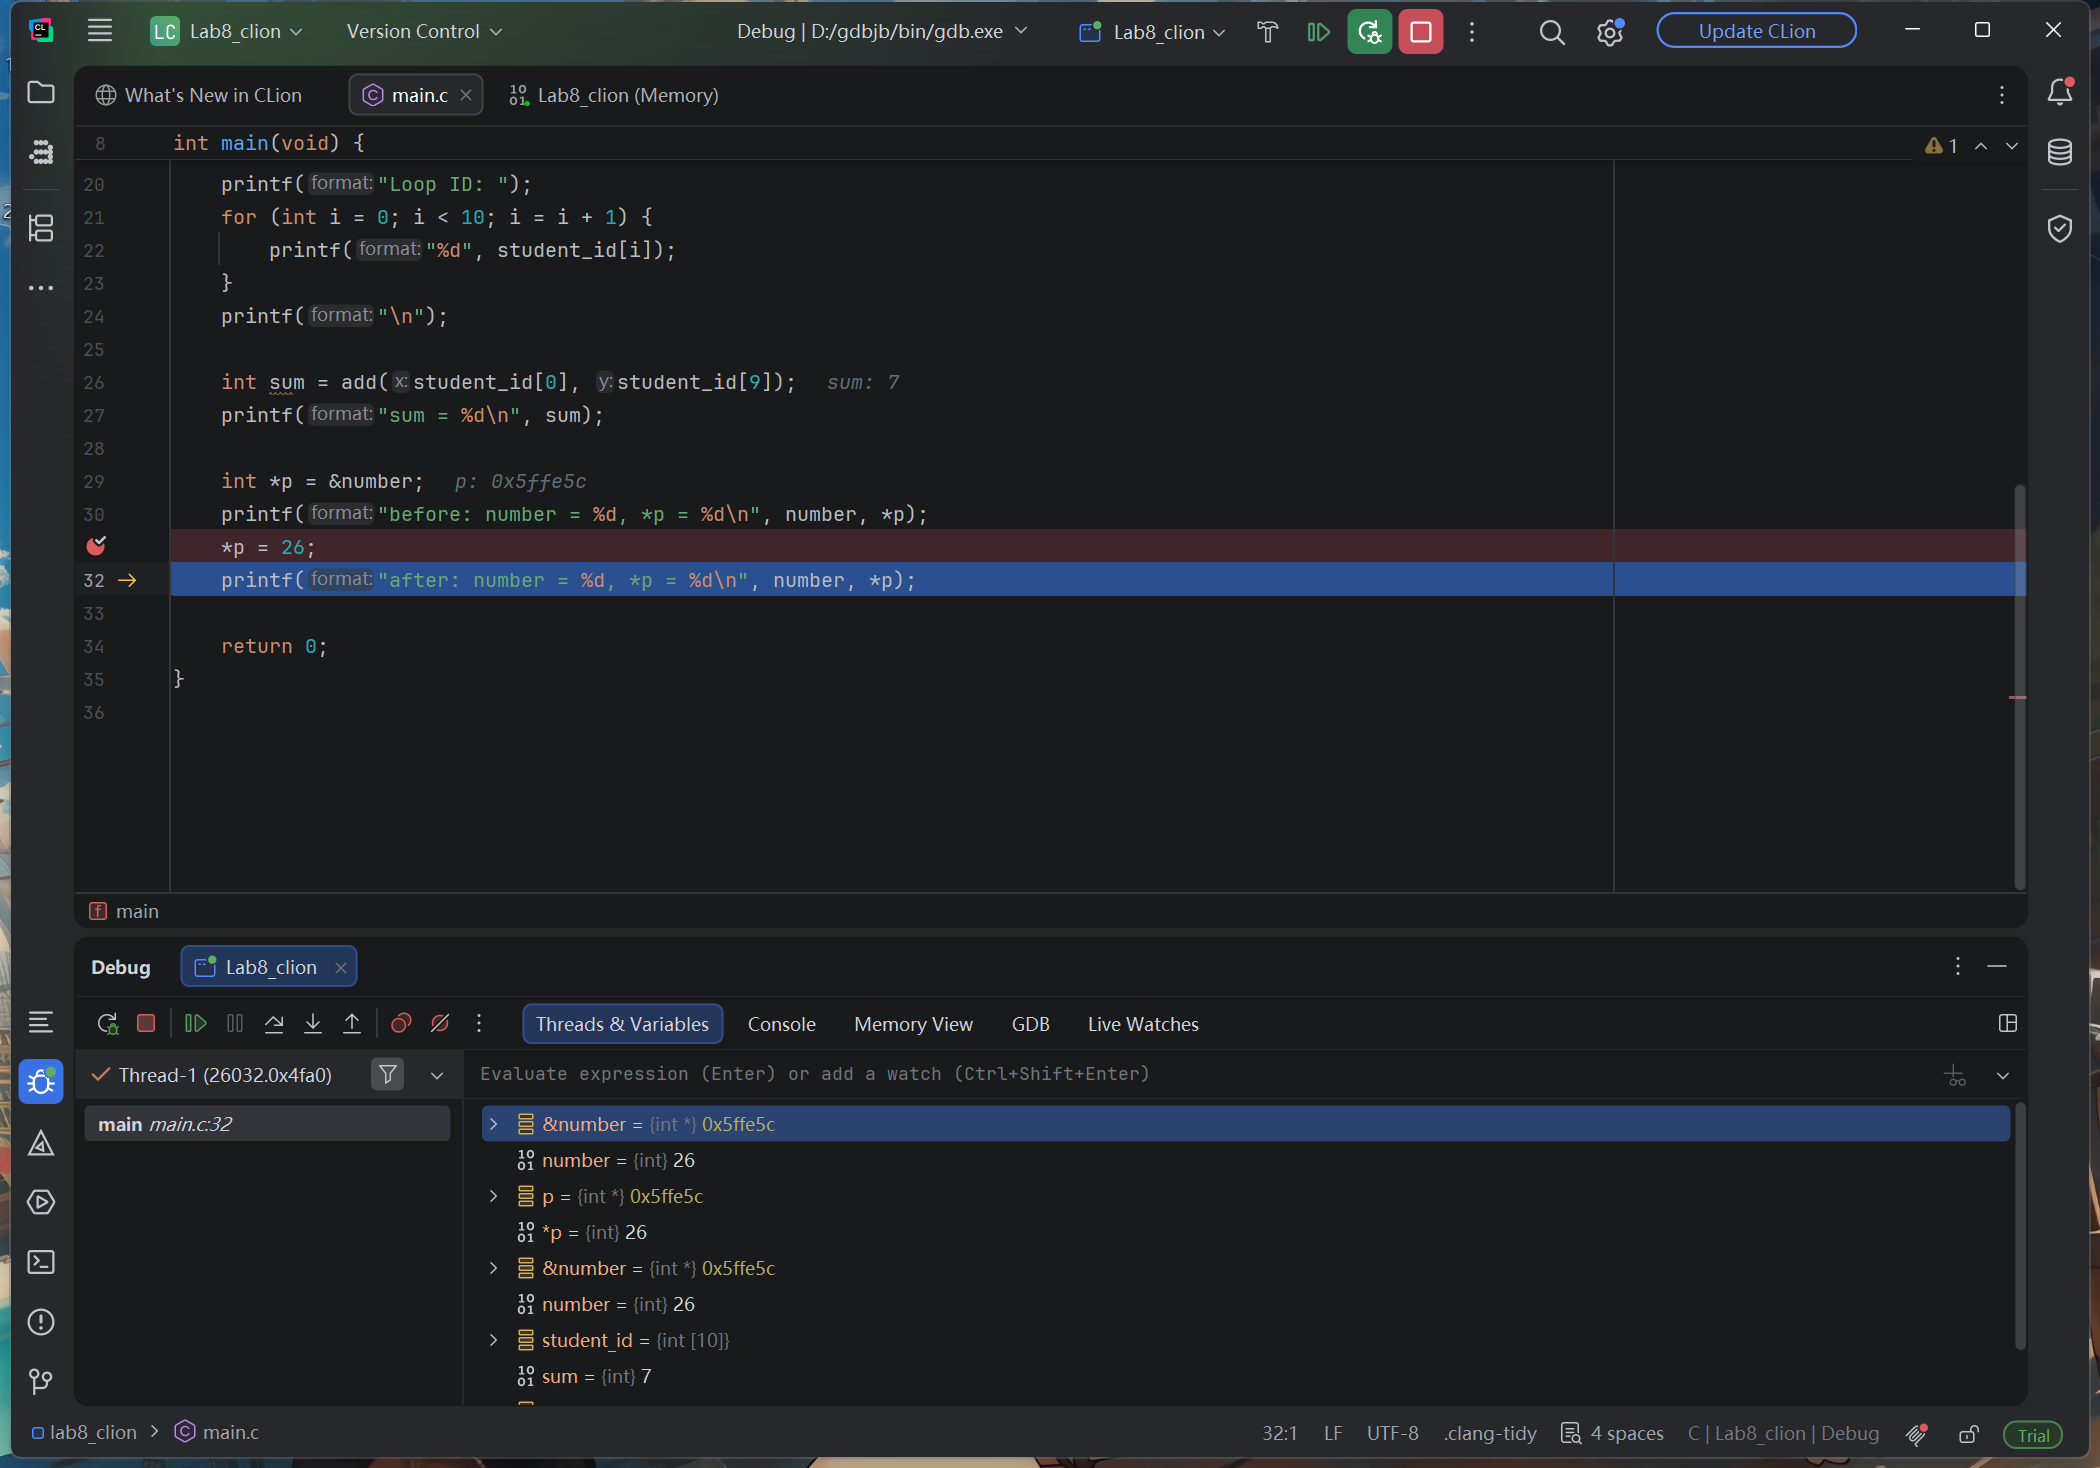 LC Lab8_clion Version Control Debug | D:/gdbjb/bin/gdb.exe Lab8_clion Update CLion
What's New in CLion main.c Lab8_clion (Memory)
8 int main(void) { 1
20 printf(format: "Loop ID: ");
21 for (int i = 0; i < 10; i = i + 1) {
22 printf(format: "%d", student_id[i]);
23 }
24 printf(format: "\n");
25
26 int sum = add(x: student_id[0], y: student_id[9]); sum: 7
27 printf(format: "sum = %d\n", sum);
28
29 int *p = &number; p: 0x5ffe5c
30 printf(format: "before: number = %d, *p = %d\n", number, *p);
*p = 26;
32 printf(format: "after: number = %d, *p = %d\n", number, *p);
33
34 return 0;
35 }
36
f main
Debug Lab8_clion
Threads & Variables Console Memory View GDB Live Watches
Thread-1 (26032.0x4fa0) Evaluate expression (Enter) or add a watch (Ctrl+Shift+Enter)
main main.c:32
&number = {int *} 0x5ffe5c
number = {int} 26
p = {int *} 0x5ffe5c
*p = {int} 26
&number = {int *} 0x5ffe5c
number = {int} 26
student_id = {int [10]}
sum = {int} 7
lab8_clion main.c 32:1 LF UTF-8 .clang-tidy 4 spaces C | Lab8_clion | Debug Trial